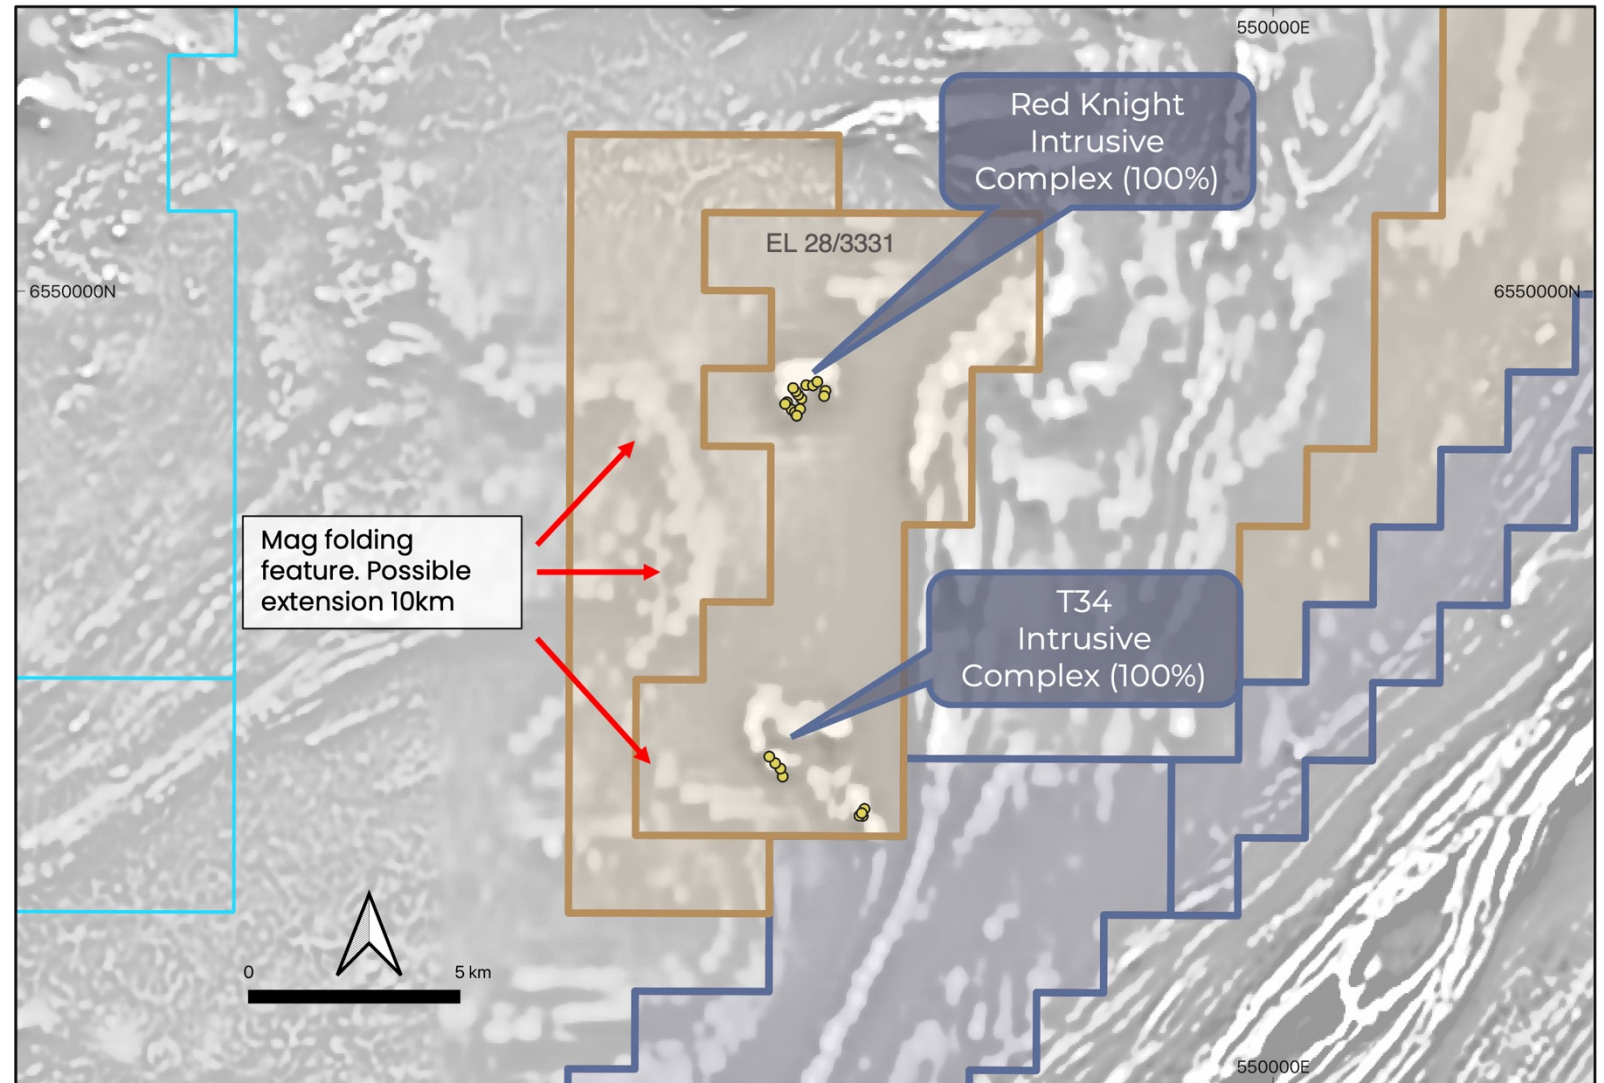 550000E
Red Knight
Intrusive
Complex (100%)
EL 28/3331
6550000N
6550000N
Mag folding
feature. Possible
extension 10km
T34
Intrusive
Complex (100%)
0
5 km
550000E